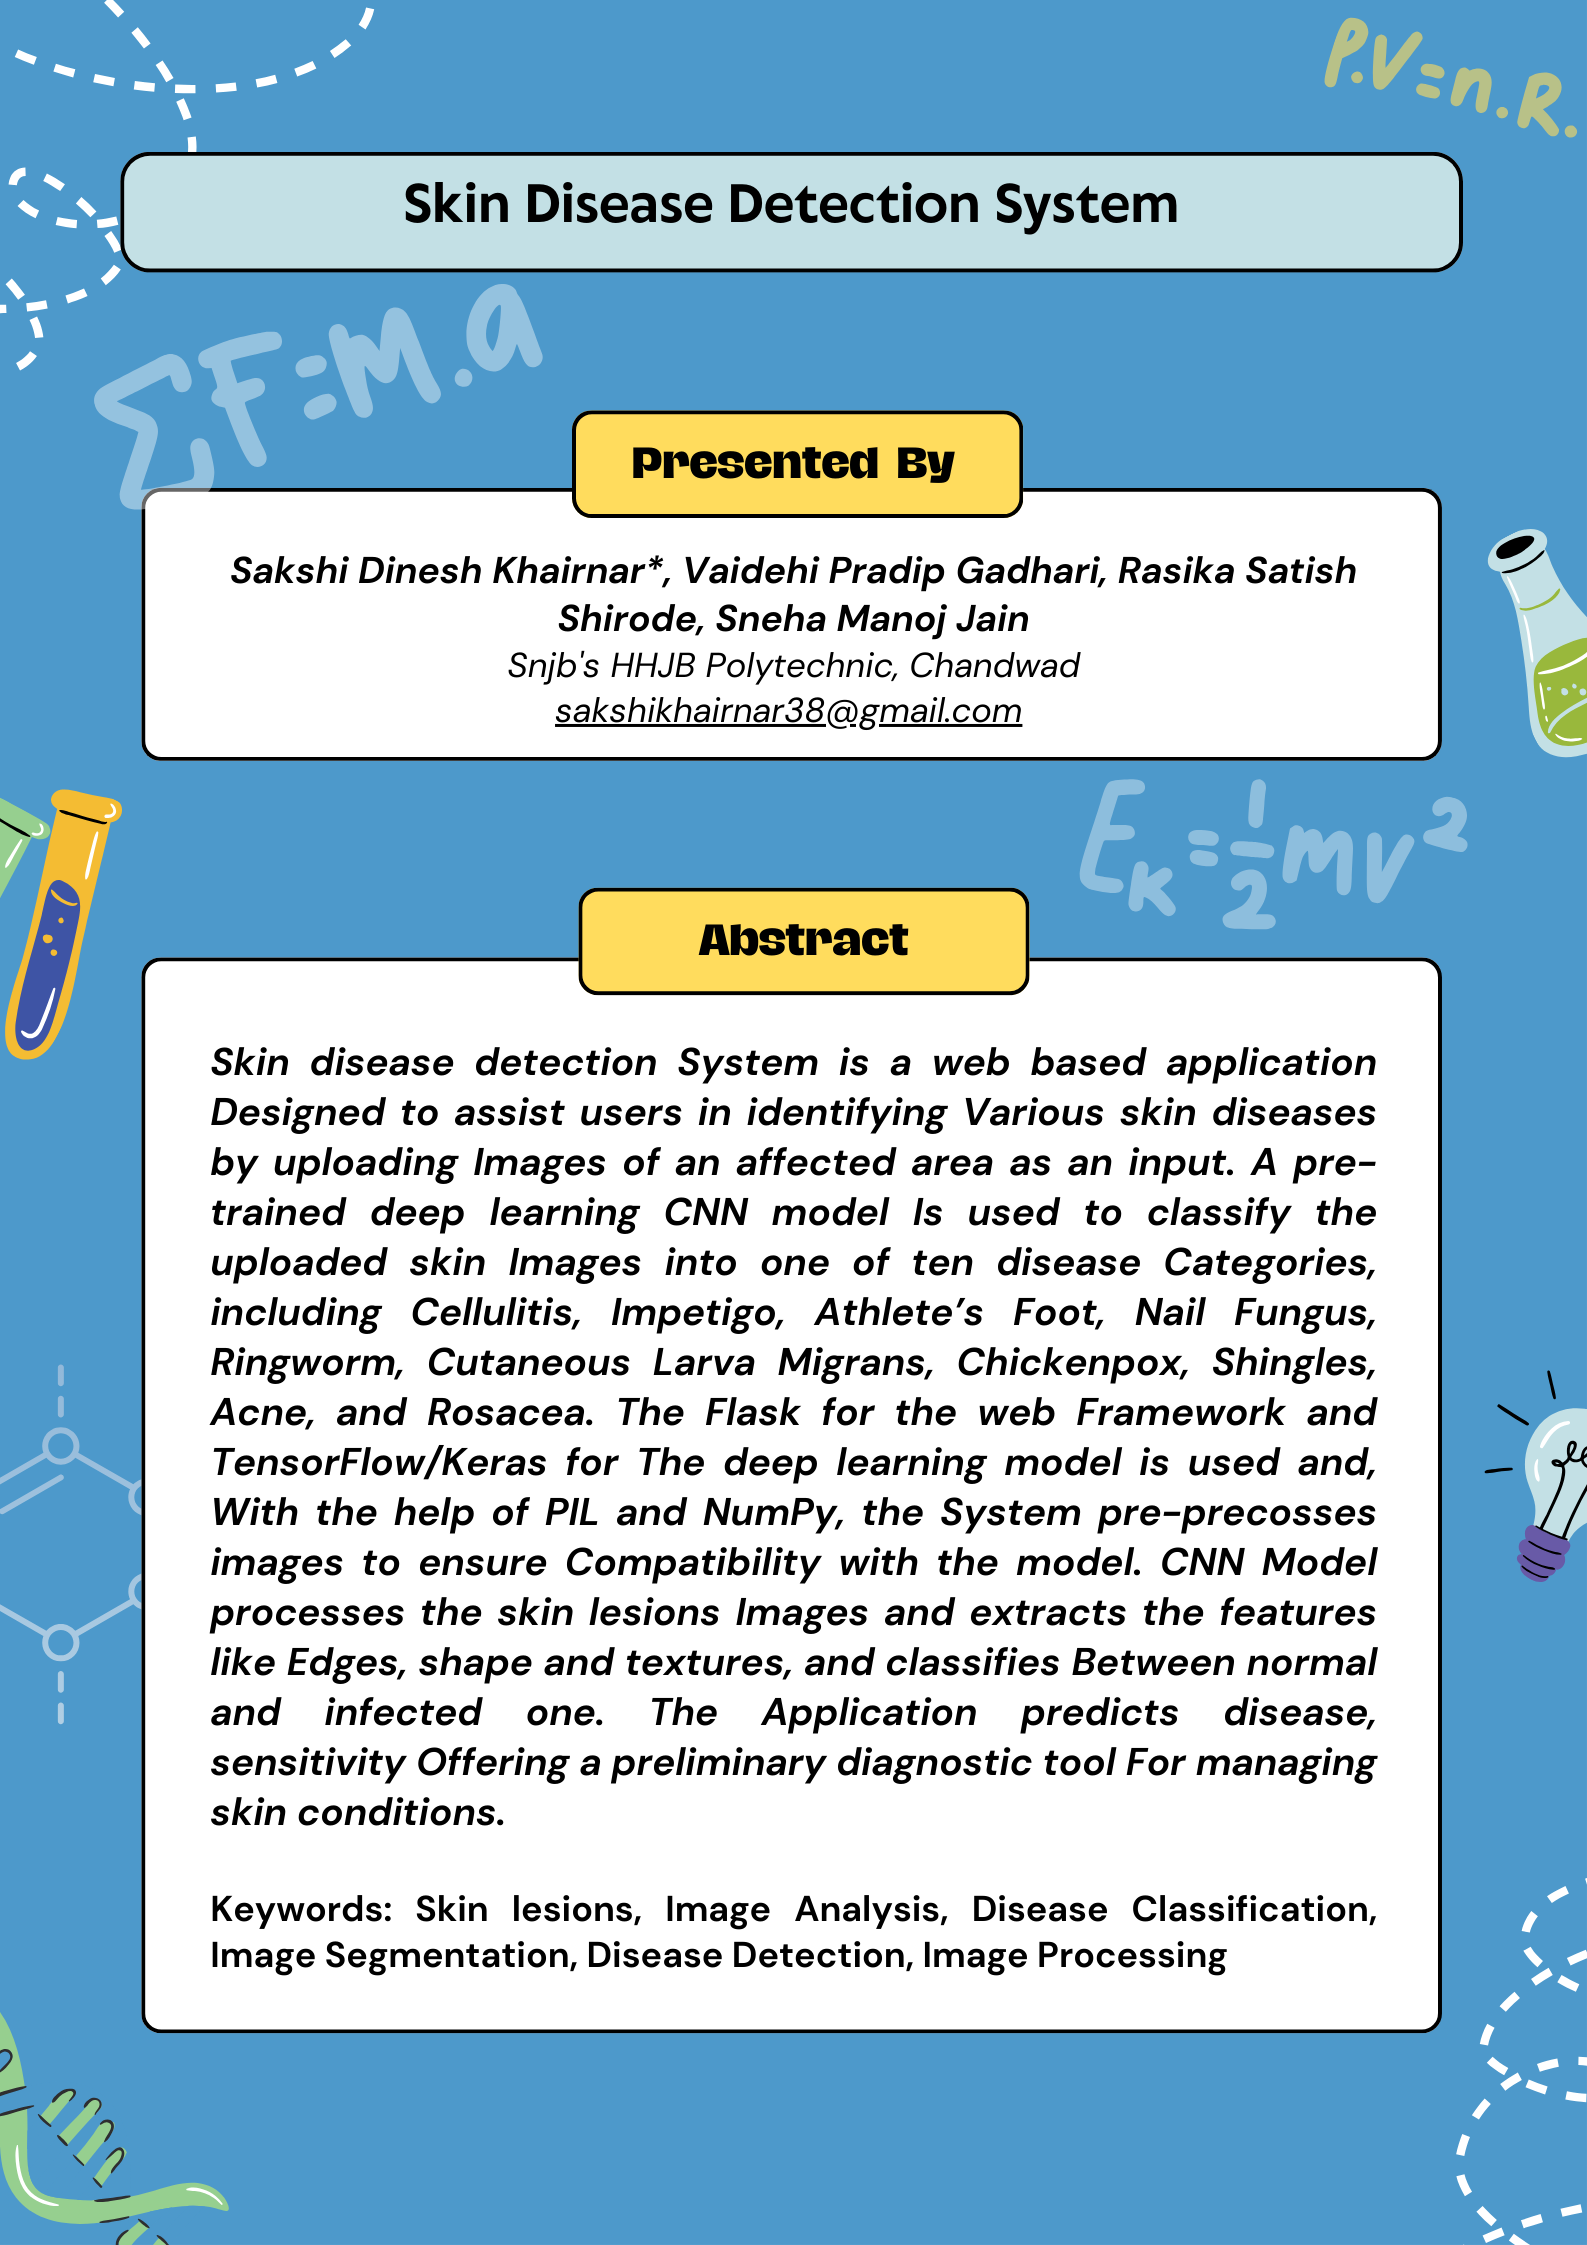 P.V=n.R.
Skin Disease Detection System
ΣF=M.a
Presented By
Sakshi Dinesh Khairnar*, Vaidehi Pradip Gadhari, Rasika Satish
Shirode, Sneha Manoj Jain
Snjb's HHJB Polytechnic, Chandwad
sakshikhairnar38@gmail.com
Eₖ=½mv²
Abstract
Skin disease detection System is a web based application
Designed to assist users in identifying Various skin diseases
by uploading Images of an affected area as an input. A pre-
trained deep learning CNN model Is used to classify the
uploaded skin Images into one of ten disease Categories,
including Cellulitis, Impetigo, Athlete’s Foot, Nail Fungus,
Ringworm, Cutaneous Larva Migrans, Chickenpox, Shingles,
Acne, and Rosacea. The Flask for the web Framework and
TensorFlow/Keras for The deep learning model is used and,
With the help of PIL and NumPy, the System pre-precosses
images to ensure Compatibility with the model. CNN Model
processes the skin lesions Images and extracts the features
like Edges, shape and textures, and classifies Between normal
and infected one. The Application predicts disease,
sensitivity Offering a preliminary diagnostic tool For managing
skin conditions.
Keywords: Skin lesions, Image Analysis, Disease Classification,
Image Segmentation, Disease Detection, Image Processing